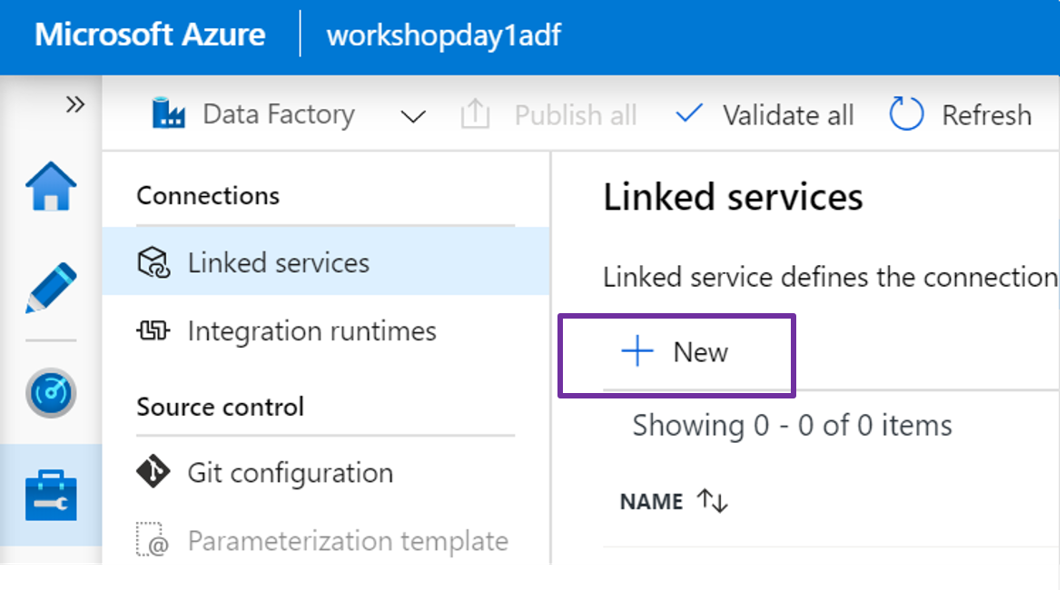 Microsoft Azure workshopday1adf
Data Factory Publish all Validate all Refresh
Connections
Linked services
Integration runtimes
Source control
Git configuration
Parameterization template
Linked services
Linked service defines the connection
New
Showing 0 - 0 of 0 items
NAME